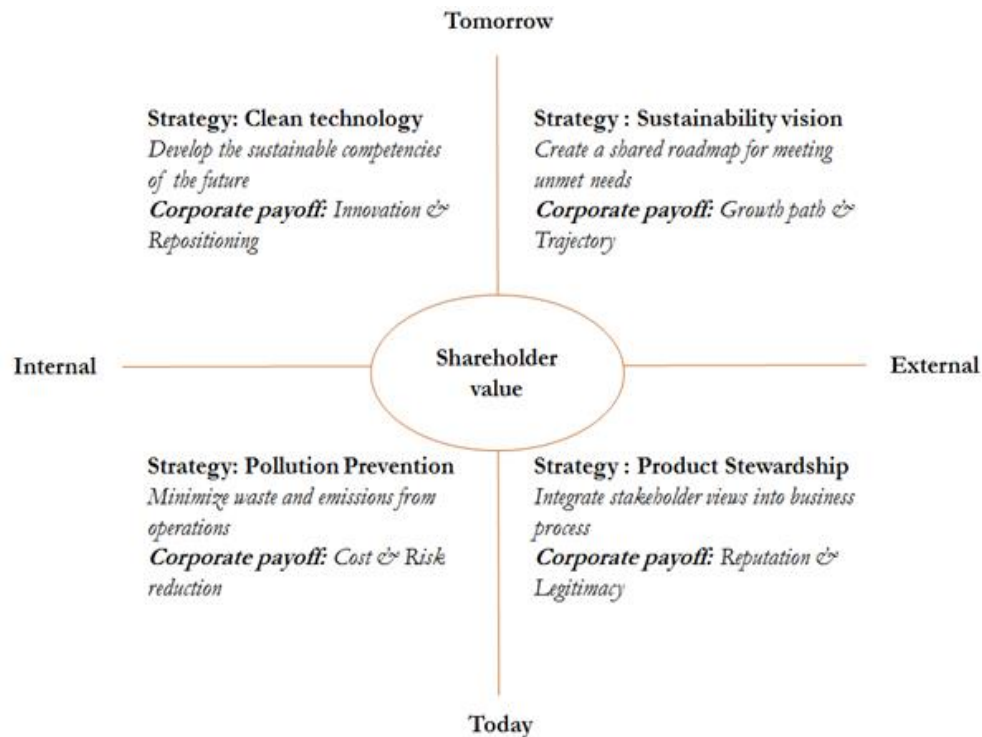 Tomorrow
Strategy: Clean technology
Develop the sustainable competencies
of the future
Corporate payoff: Innovation &
Repositioning
Strategy : Sustainability vision
Create a shared roadmap for meeting
unmet needs
Corporate payoff: Growth path &
Trajectory
Internal
Shareholder
value
External
Strategy: Pollution Prevention
Minimize waste and emissions from
operations
Corporate payoff: Cost & Risk
reduction
Strategy : Product Stewardship
Integrate stakeholder views into business
process
Corporate payoff: Reputation &
Legitimacy
Today